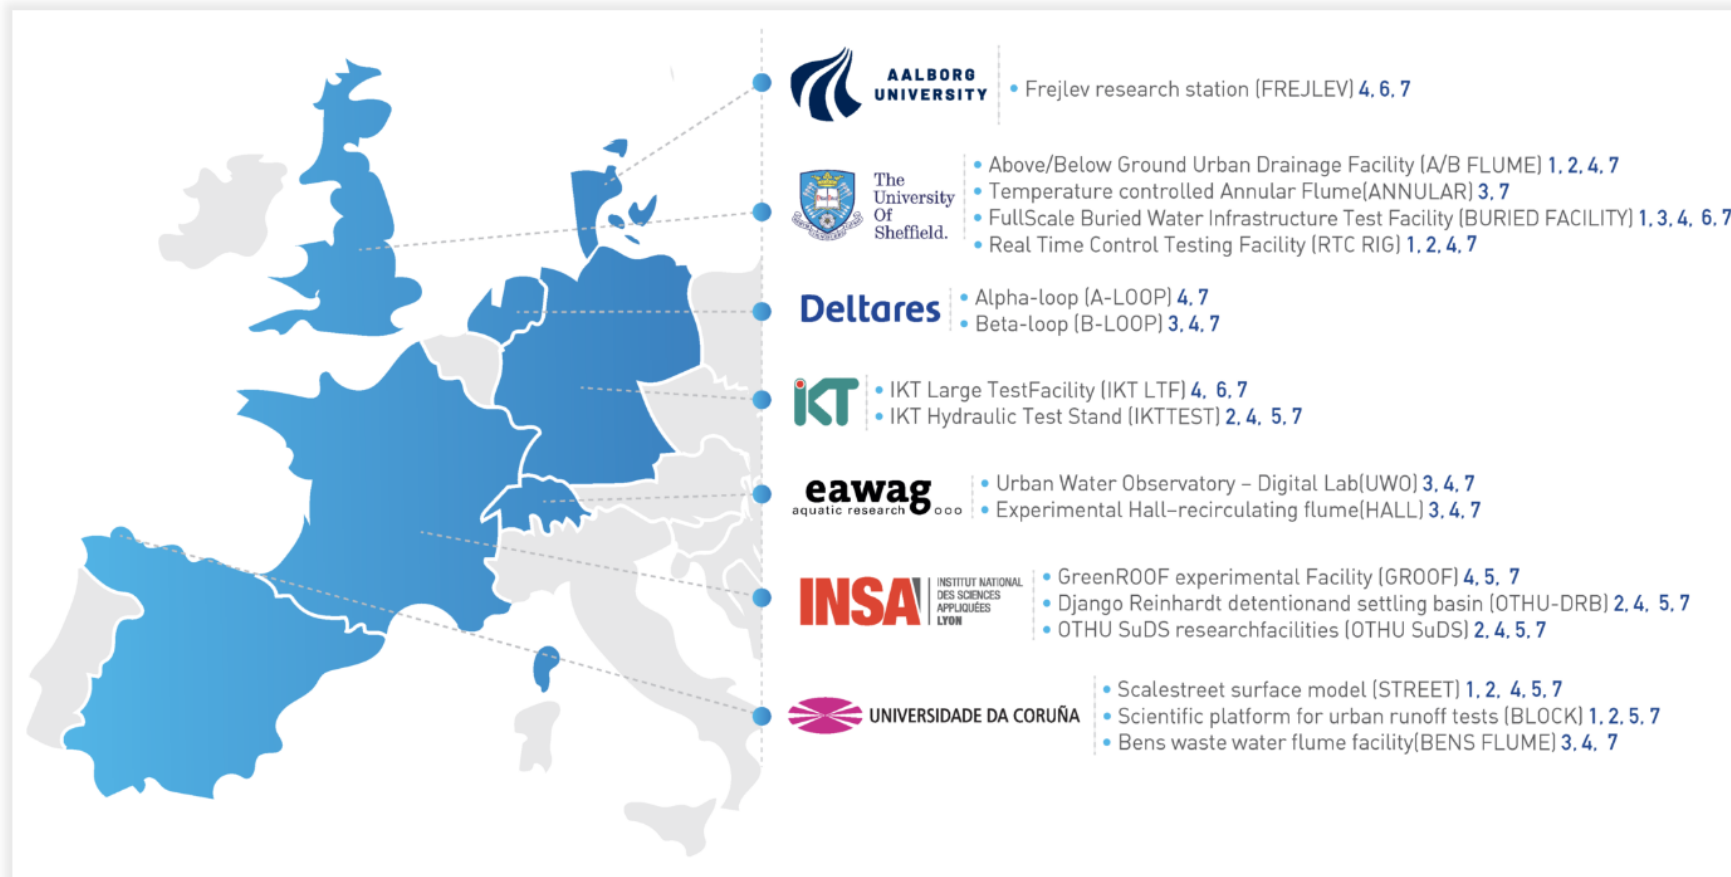 AALBORG
UNIVERSITY
• Frejlev research station (FREJLEV) 4, 6, 7
The
University
Of
Sheffield.
• Above/Below Ground Urban Drainage Facility (A/B FLUME) 1, 2, 4, 7
• Temperature controlled Annular Flume(ANNULAR) 3, 7
• FullScale Buried Water Infrastructure Test Facility (BURIED FACILITY) 1, 3, 4, 6, 7
• Real Time Control Testing Facility (RTC RIG) 1, 2, 4, 7
Deltares
• Alpha-loop (A-LOOP) 4, 7
• Beta-loop (B-LOOP) 3, 4, 7
iKT
• IKT Large TestFacility (IKT LTF) 4, 6, 7
• IKT Hydraulic Test Stand (IKTTEST) 2, 4, 5, 7
eawag
aquatic research
• Urban Water Observatory – Digital Lab(UWO) 3, 4, 7
• Experimental Hall–recirculating flume(HALL) 3, 4, 7
INSA
INSTITUT NATIONAL
DES SCIENCES
APPLIQUÉES
LYON
• GreenROOF experimental Facility (GROOF) 4, 5, 7
• Django Reinhardt detentionand settling basin (OTHU-DRB) 2, 4, 5, 7
• OTHU SuDS researchfacilities (OTHU SuDS) 2, 4, 5, 7
UNIVERSIDADE DA CORUÑA
• Scalestreet surface model (STREET) 1, 2, 4, 5, 7
• Scientific platform for urban runoff tests (BLOCK) 1, 2, 5, 7
• Bens waste water flume facility(BENS FLUME) 3, 4, 7